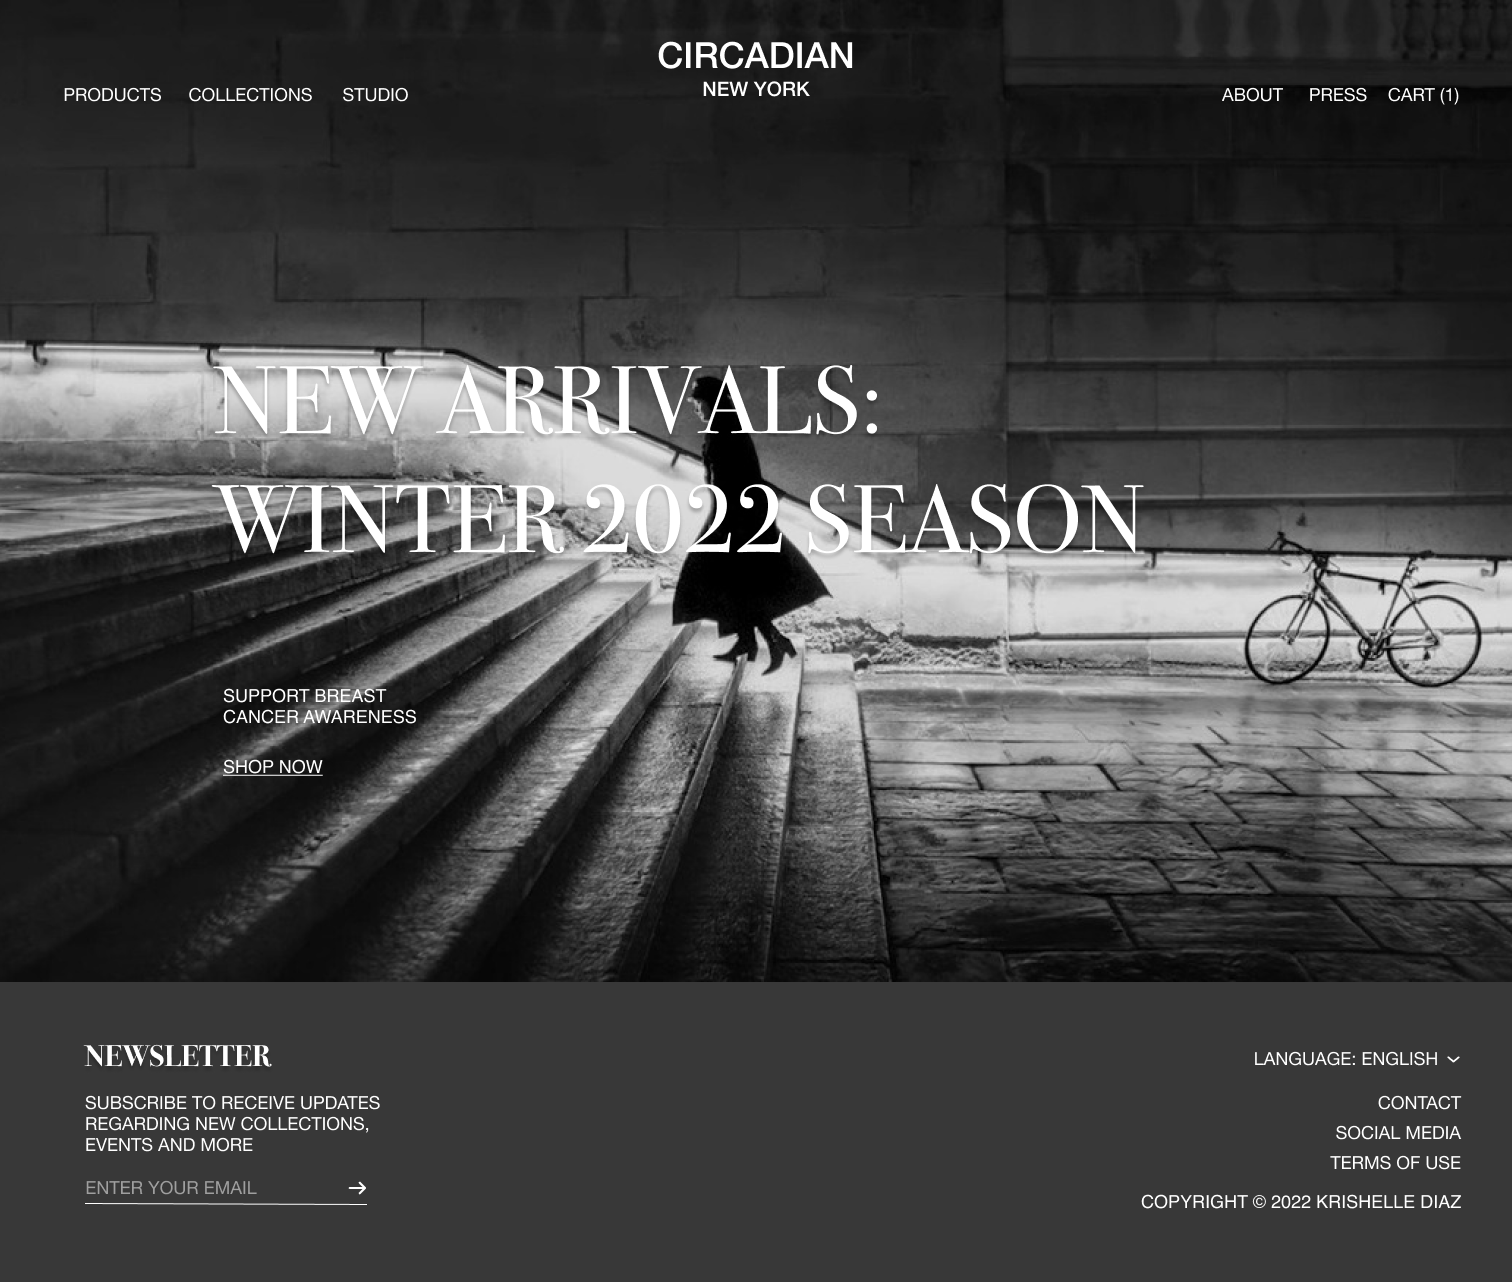 CIRCADIAN
NEW YORK
PRODUCTS COLLECTIONS STUDIO
ABOUT PRESS CART (1)
NEW ARRIVALS:
WINTER 2022 SEASON
SUPPORT BREAST
CANCER AWARENESS
SHOP NOW
NEWSLETTER
SUBSCRIBE TO RECEIVE UPDATES
REGARDING NEW COLLECTIONS,
EVENTS AND MORE
ENTER YOUR EMAIL
LANGUAGE: ENGLISH
CONTACT
SOCIAL MEDIA
TERMS OF USE
COPYRIGHT © 2022 KRISHELLE DIAZ